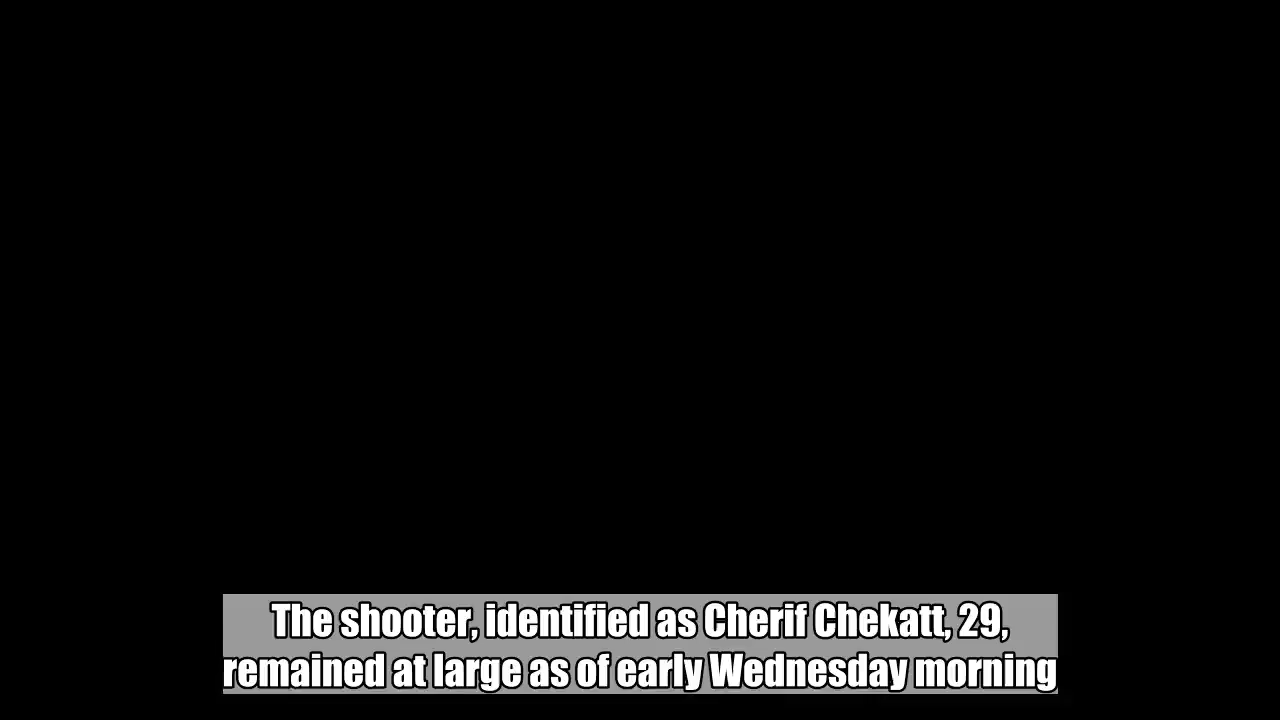 The shooter, identified as Cherif Chekatt, 29,
remained at large as of early Wednesday morning